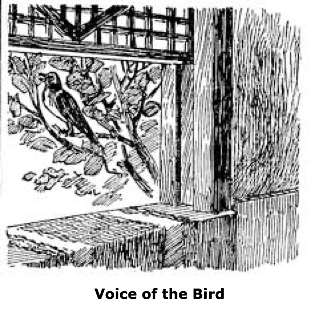 Voice of the Bird